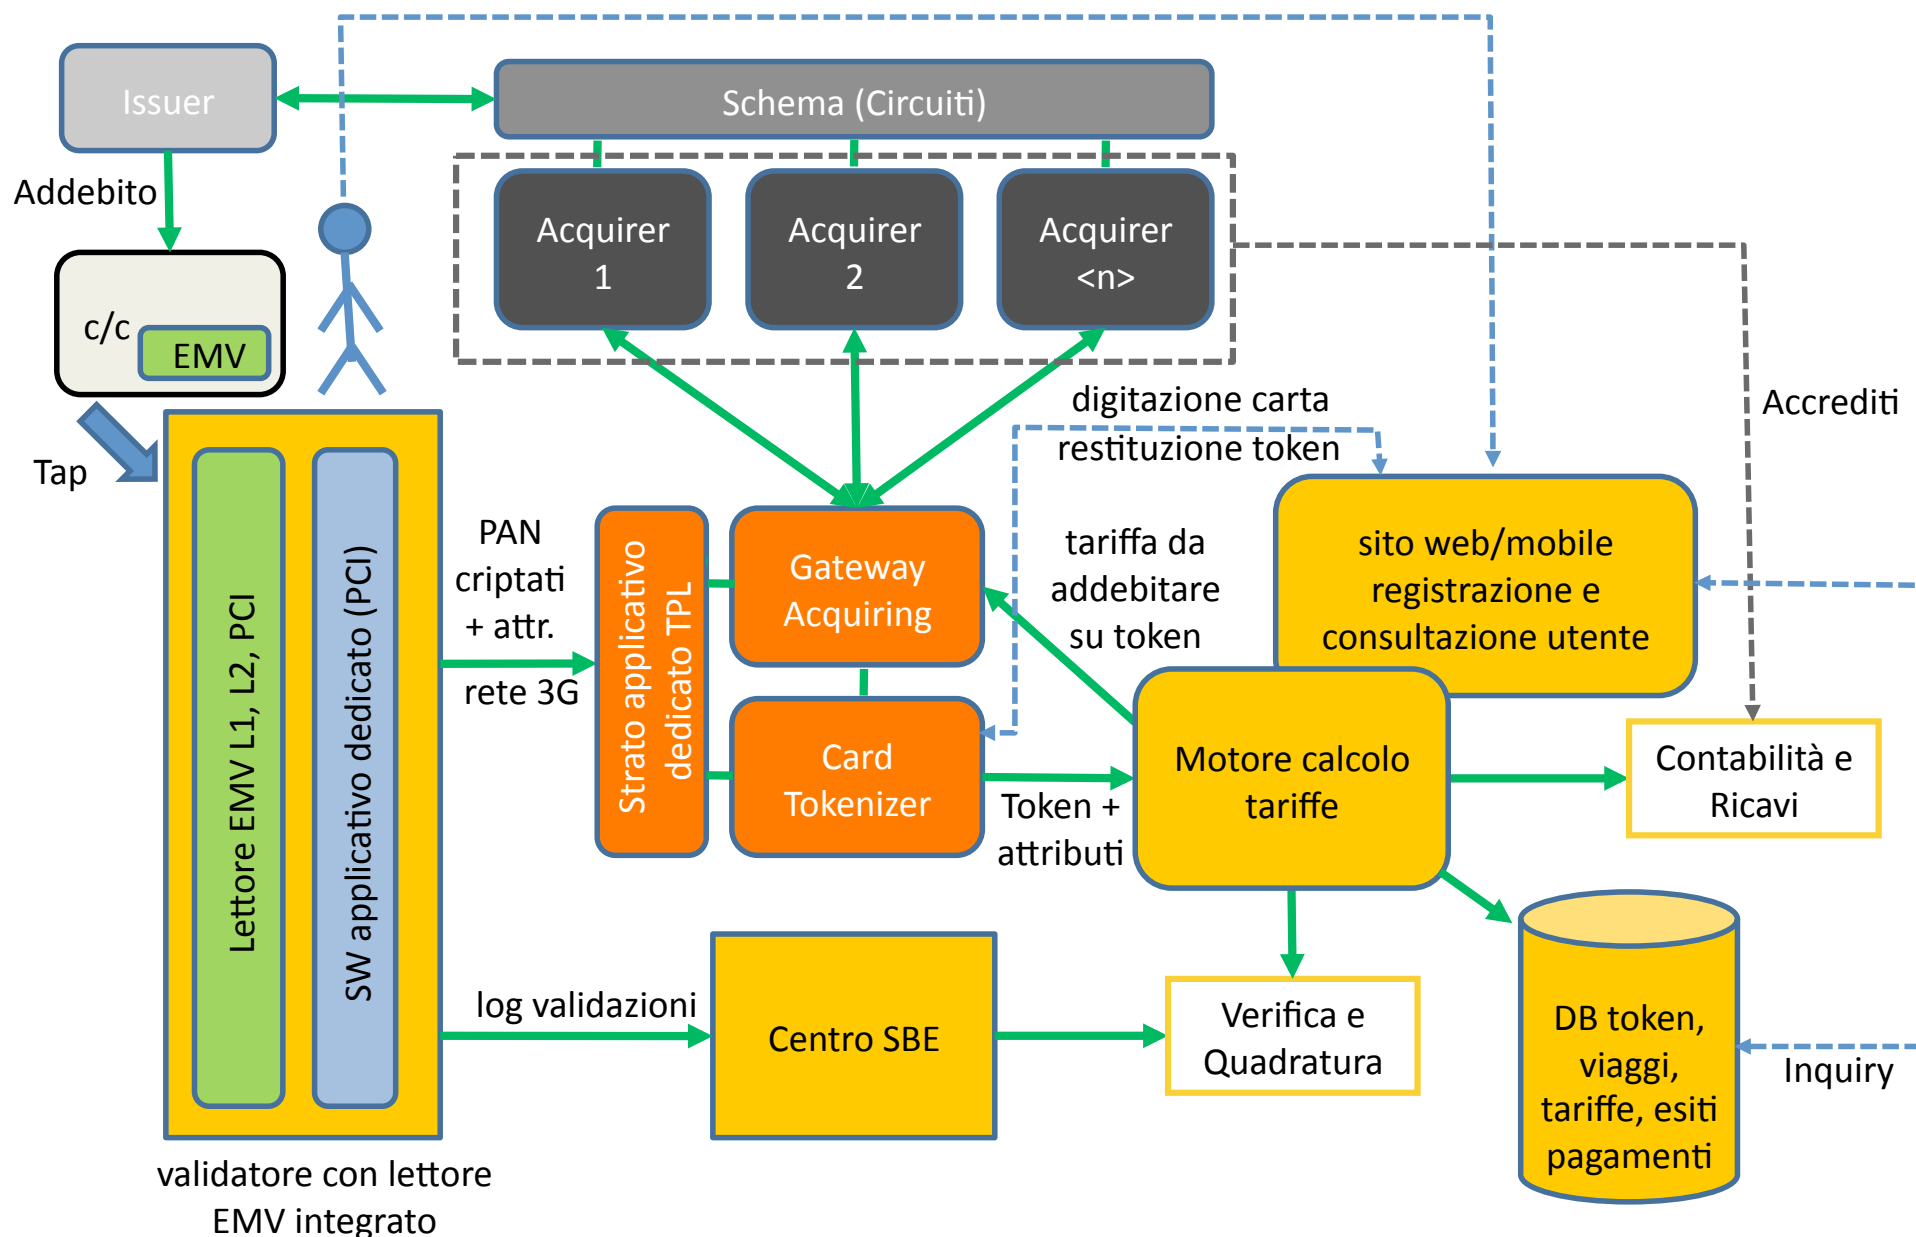 Issuer
Schema (Circuiti)
Addebito
Acquirer
1
Acquirer
2
Acquirer
<n>
c/c
EMV
Tap
digitazione carta
restituzione token
Accrediti
Lettore EMV L1, L2, PCI
SW applicativo dedicato (PCI)
PAN
criptati
+ attr.
rete 3G
Strato applicativo
dedicato TPL
Gateway
Acquiring
Card
Tokenizer
tariffa da
addebitare
su token
sito web/mobile
registrazione e
consultazione utente
Token +
attributi
Motore calcolo
tariffe
Contabilità e
Ricavi
log validazioni
Centro SBE
Verifica e
Quadratura
DB token,
viaggi,
tariffe, esiti
pagamenti
Inquiry
validatore con lettore
EMV integrato